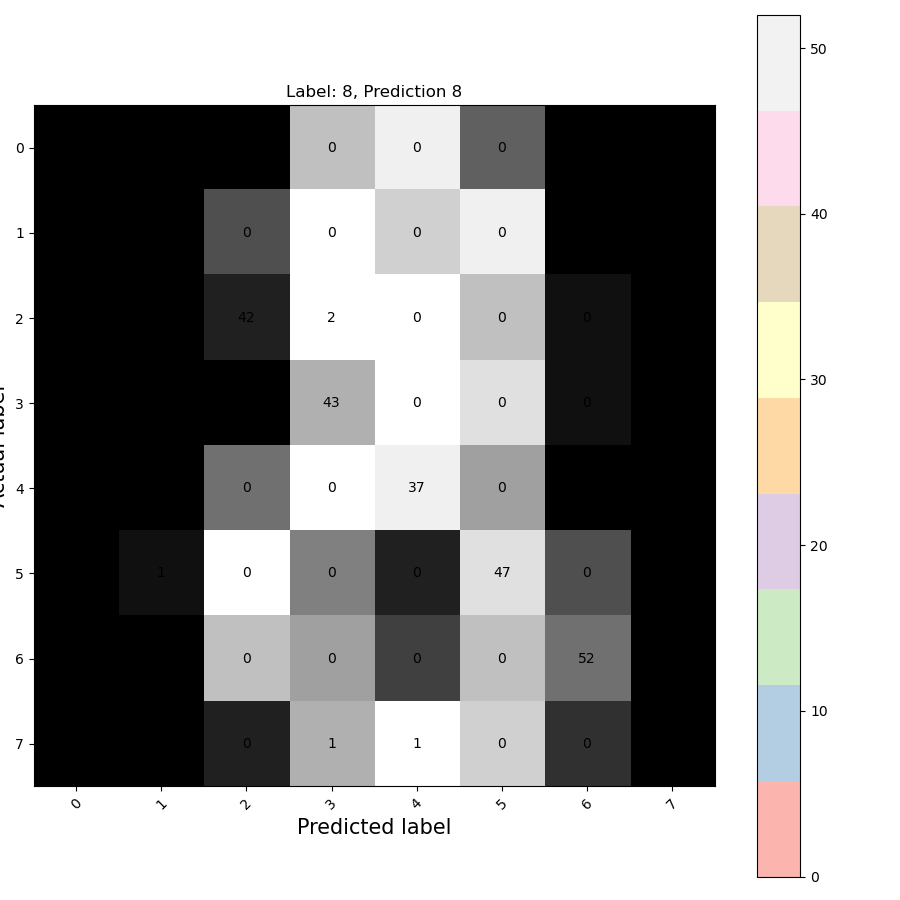 Label: 8, Prediction 8
0 0 0 0
1 0 0 0 0
2 42 2 0 0 0
3 43 0 0 0
4 0 0 37 0
5 1 0 0 0 47 0
6 0 0 0 0 52
7 0 1 1 0 0
0 1 2 3 4 5 6 7
Predicted label
Actual label
50
40
30
20
10
0